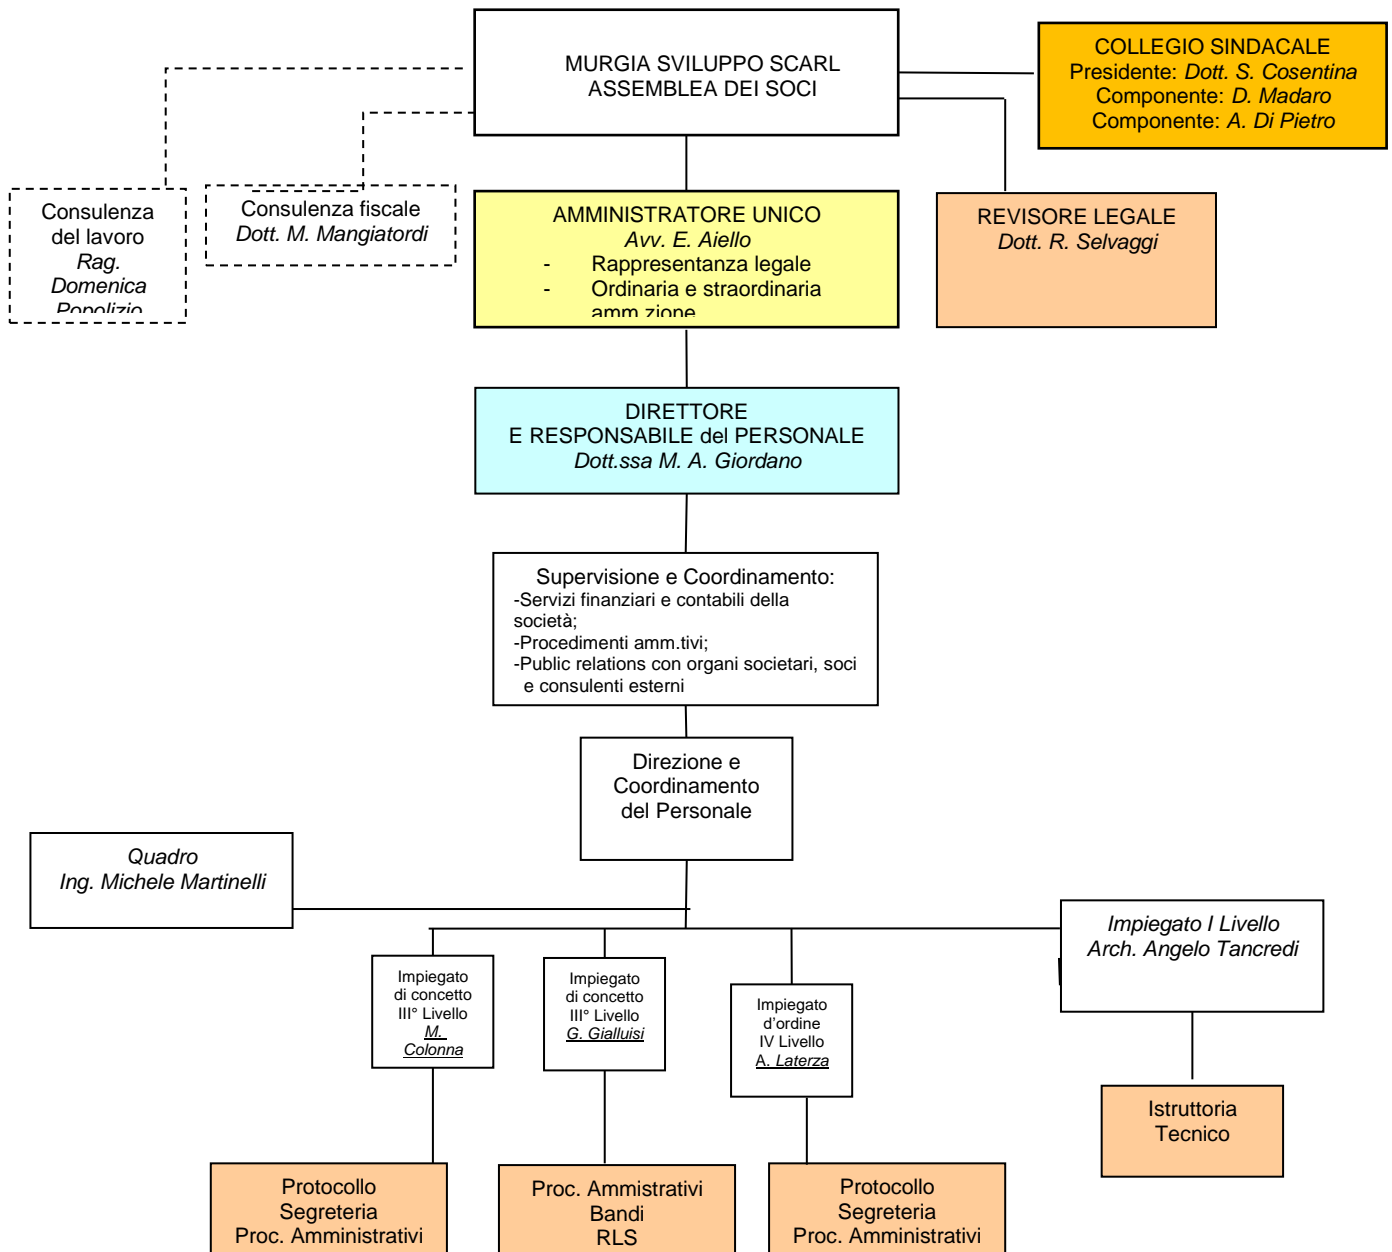 MURGIA SVILUPPO SCARL
ASSEMBLEA DEI SOCI
COLLEGIO SINDACALE
Presidente: Dott. S. Cosentina
Componente: D. Madaro
Componente: A. Di Pietro
Consulenza
del lavoro
Rag.
Domenica
Popolizio
Consulenza fiscale
Dott. M. Mangiatordi
AMMINISTRATORE UNICO
Avv. E. Aiello
- Rappresentanza legale
- Ordinaria e straordinaria
amm.zione
REVISORE LEGALE
Dott. R. Selvaggi
DIRETTORE
E RESPONSABILE del PERSONALE
Dott.ssa M. A. Giordano
Supervisione e Coordinamento:
-Servizi finanziari e contabili della
società;
-Procedimenti amm.tivi;
-Public relations con organi societari, soci
e consulenti esterni
Direzione e
Coordinamento
del Personale
Quadro
Ing. Michele Martinelli
Impiegato I Livello
Arch. Angelo Tancredi
Impiegato
di concetto
III° Livello
M.
Colonna
Impiegato
di concetto
III° Livello
G. Gialluisi
Impiegato
d'ordine
IV Livello
A. Laterza
Istruttoria
Tecnico
Protocollo
Segreteria
Proc. Amministrativi
Proc. Ammistrativi
Bandi
RLS
Protocollo
Segreteria
Proc. Amministrativi